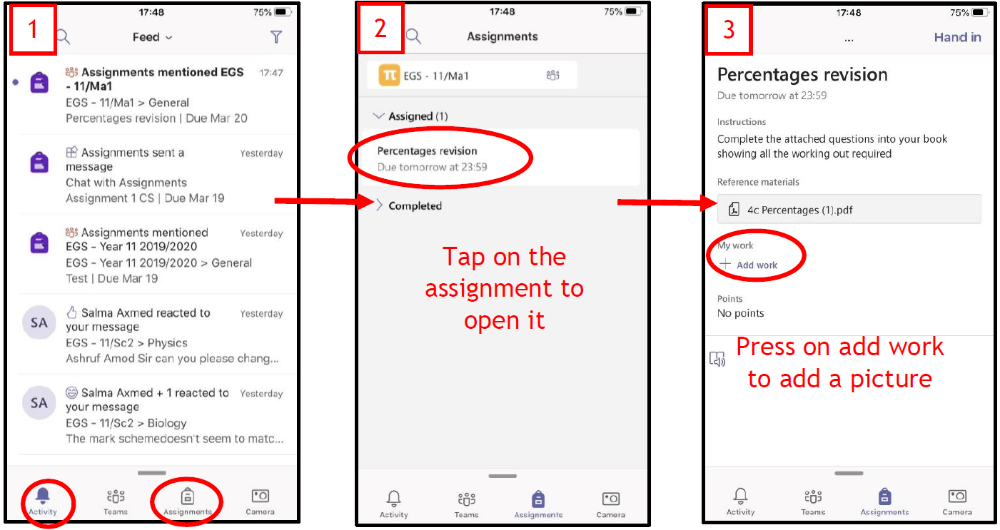 1
17:48
75%
Feed
Assignments mentioned EGS
17:47
- 11/Ma1
EGS - 11/Ma1 > General
Percentages revision | Due Mar 20
Assignments sent a
Yesterday
message
Chat with Assignments
Assignment 1 CS | Due Mar 19
Assignments mentioned
Yesterday
EGS - Year 11 2019/2020
EGS - Year 11 2019/2020 > General
Test | Due Mar 19
SA
Salma Axmed reacted to
Yesterday
your message
EGS - 11/Sc2 > Physics
Ashruf Amod Sir can you please chang...
SA
Salma Axmed + 1 reacted to
Yesterday
your message
EGS - 11/Sc2 > Biology
The mark schemedoesn't seem to matc...
Activity
Teams
Assignments
Camera
2
17:48
75%
Assignments
π
EGS - 11/Ma1
Assigned (1)
Percentages revision
Due tomorrow at 23:59
Completed
Tap on the
assignment to
open it
Activity
Teams
Assignments
Camera
3
17:48
75%
...
Hand in
Percentages revision
Due tomorrow at 23:59
Instructions
Complete the attached questions into your book
showing all the working out required
Reference materials
4c Percentages (1).pdf
My work
+ Add work
Points
No points
Press on add work
to add a picture
Activity
Teams
Assignments
Camera